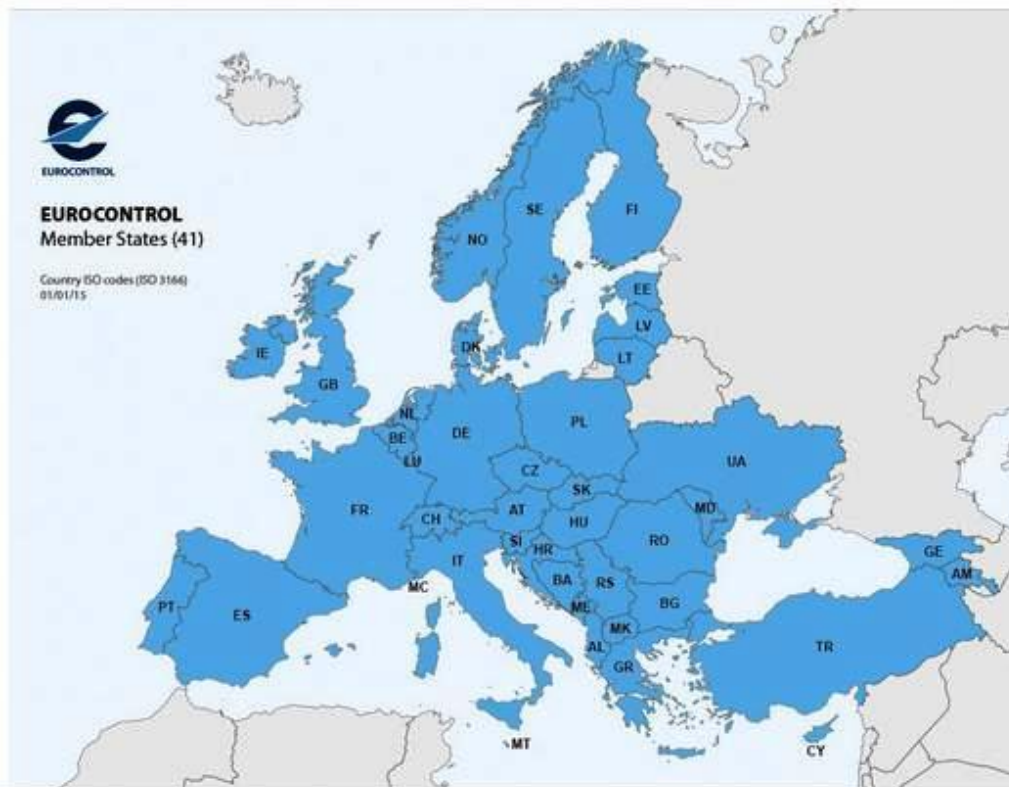 EUROCONTROL
EUROCONTROL
Member States (41)
Country ISO codes (ISO 3166)
01/01/15
SE
FI
NO
EE
LV
DK
LT
IE
GB
NL
PL
BE
DE
LU
UA
CZ
SK
FR
AT
MD
CH
HU
SI
RO
HR
IT
GE
AM
BA
RS
MC
ME
BG
PT
ES
MK
AL
TR
GR
MT
CY